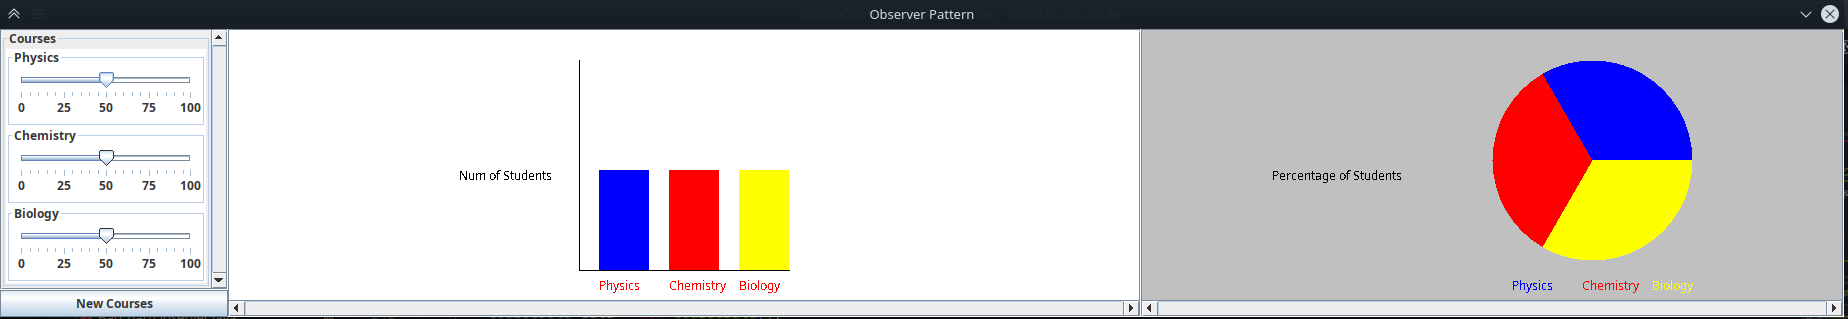 Observer Pattern
Courses
Physics
0 25 50 75 100
Chemistry
0 25 50 75 100
Biology
0 25 50 75 100
New Courses
Num of Students
Physics Chemistry Biology
Percentage of Students
Physics Chemistry Biology